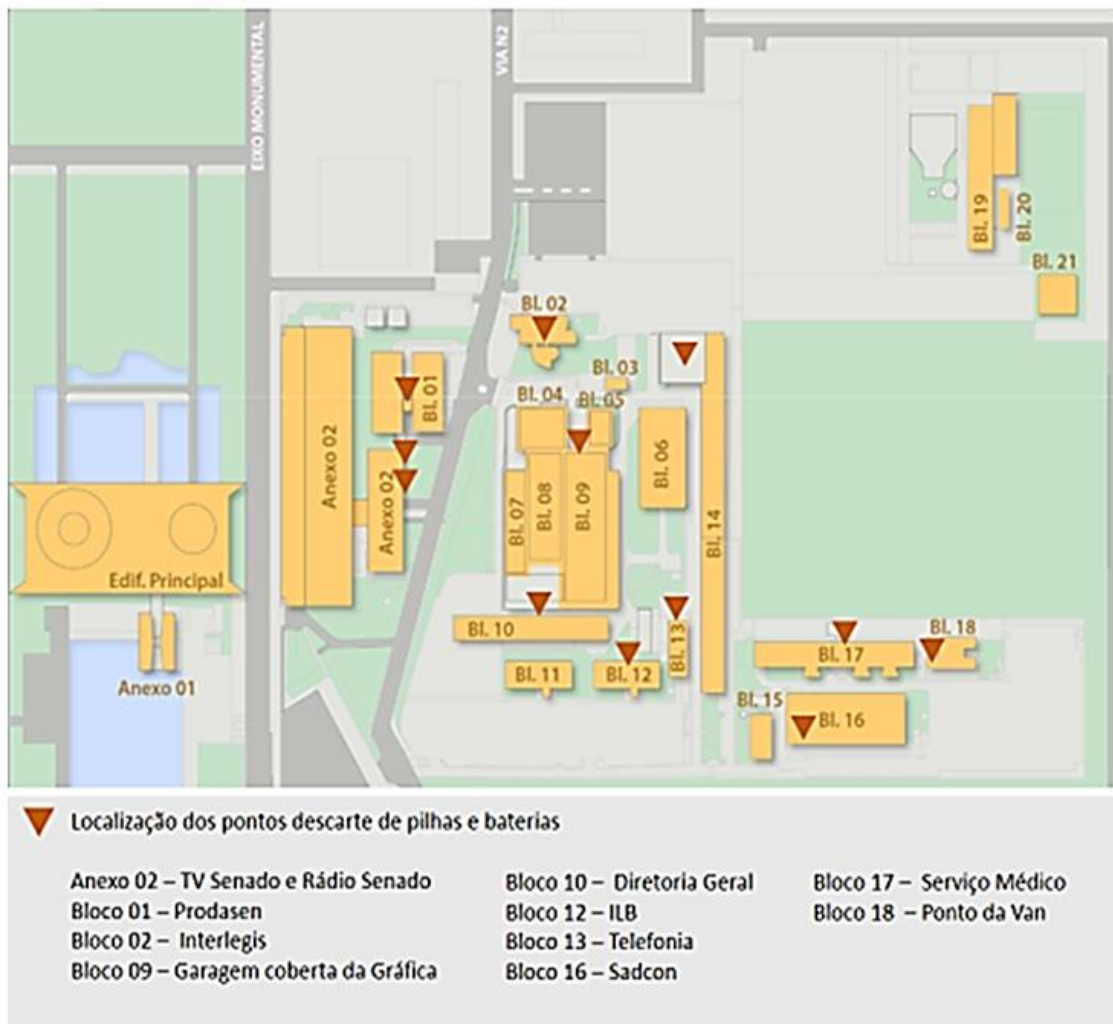 EIXO MONUMENTAL
VIA N2
Bl. 19
Bl. 20
Bl. 21
Bl. 02
Bl. 03
Bl. 01
Bl. 04
Bl. 05
Anexo 02
Anexo 02
Bl. 06
Bl. 07
Bl. 08
Bl. 09
Bl. 14
Edif. Principal
Anexo 01
Bl. 10
Bl. 11
Bl. 12
Bl. 13
Bl. 17
Bl. 18
Bl. 15
Bl. 16
Localização dos pontos descarte de pilhas e baterias
Anexo 02 – TV Senado e Rádio Senado
Bloco 01 – Prodasen
Bloco 02 – Interlegis
Bloco 09 – Garagem coberta da Gráfica
Bloco 10 – Diretoria Geral
Bloco 12 – ILB
Bloco 13 – Telefonia
Bloco 16 – Sadcon
Bloco 17 – Serviço Médico
Bloco 18 – Ponto da Van